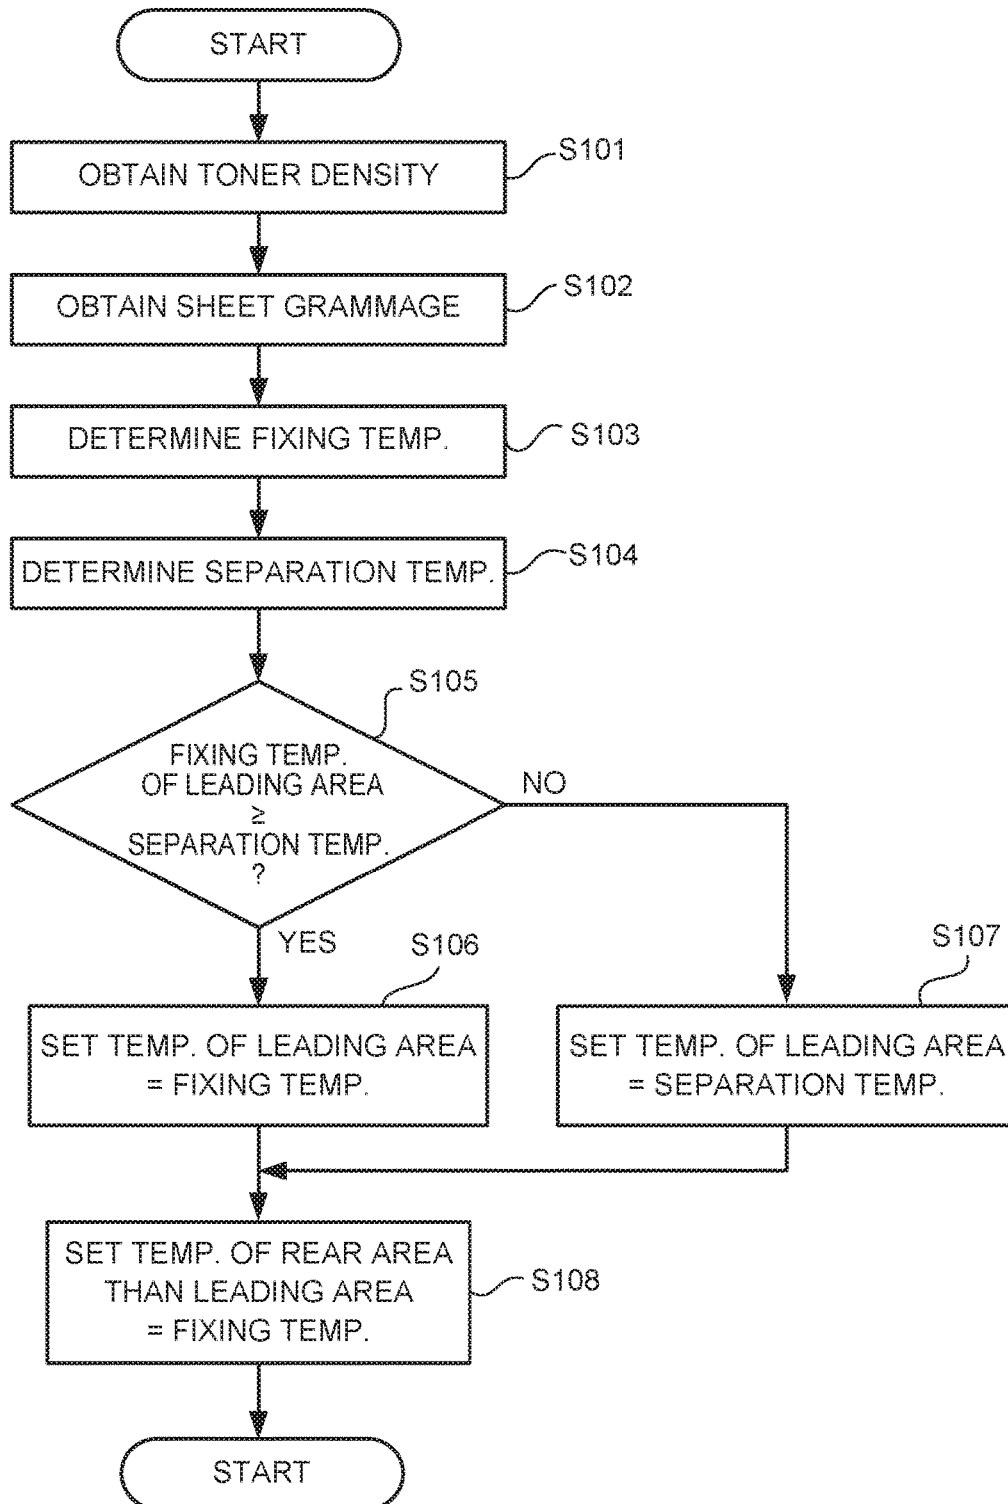 START
OBTAIN TONER DENSITY
S101
OBTAIN SHEET GRAMMAGE
S102
DETERMINE FIXING TEMP.
S103
DETERMINE SEPARATION TEMP.
S104
S105
FIXING TEMP.
OF LEADING AREA
≥
SEPARATION TEMP.
?
NO
YES
S106
SET TEMP. OF LEADING AREA
= FIXING TEMP.
S107
SET TEMP. OF LEADING AREA
= SEPARATION TEMP.
SET TEMP. OF REAR AREA
THAN LEADING AREA
= FIXING TEMP.
S108
START